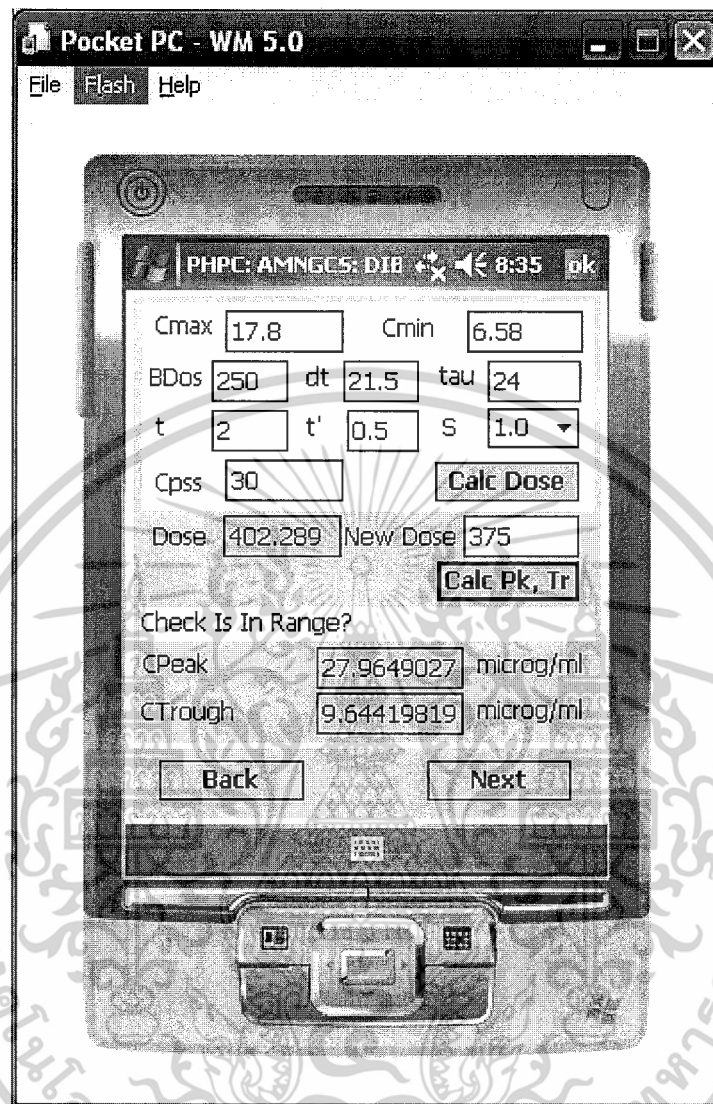 Pocket PC - WM 5.0
File Flash Help
PHPC: AMNGCS: DIB 8:35 ok
Cmax 17.8 Cmin 6.58
BDos 250 dt 21.5 tau 24
t 2 t' 0.5 S 1.0
Cpss 30 Calc Dose
Dose 402.289 New Dose 375
Calc Pk, Tr
Check Is In Range?
CPeak 27.9649027 microg/ml
CTrough 9.64419819 microg/ml
Back Next